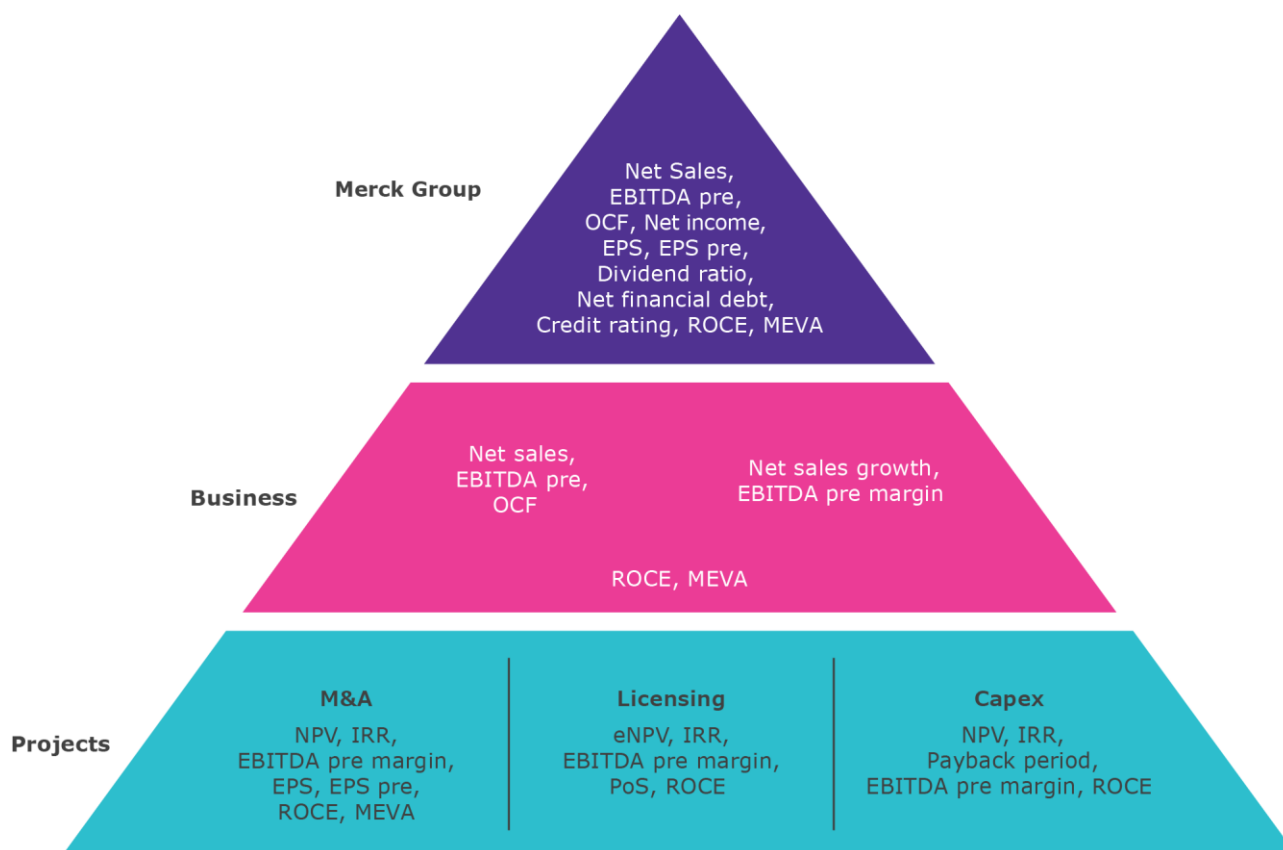 Merck Group
Net Sales,
EBITDA pre,
OCF, Net income,
EPS, EPS pre,
Dividend ratio,
Net financial debt,
Credit rating, ROCE, MEVA
Business
Net sales,
EBITDA pre,
OCF
Net sales growth,
EBITDA pre margin
ROCE, MEVA
Projects
M&A
NPV, IRR,
EBITDA pre margin,
EPS, EPS pre,
ROCE, MEVA
Licensing
eNPV, IRR,
EBITDA pre margin,
PoS, ROCE
Capex
NPV, IRR,
Payback period,
EBITDA pre margin, ROCE